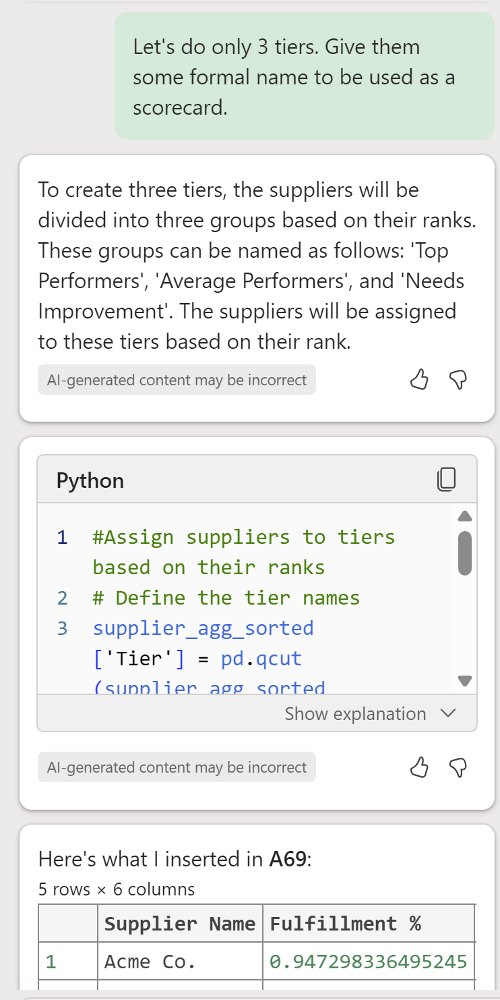 Let's do only 3 tiers. Give them
some formal name to be used as a
scorecard.
To create three tiers, the suppliers will be
divided into three groups based on their ranks.
These groups can be named as follows: 'Top
Performers', 'Average Performers', and 'Needs
Improvement'. The suppliers will be assigned
to these tiers based on their rank.
AI-generated content may be incorrect
Python
1 #Assign suppliers to tiers
based on their ranks
2 # Define the tier names
3 supplier_agg_sorted
['Tier'] = pd.qcut
(supplier_agg_sorted
Show explanation
AI-generated content may be incorrect
Here's what I inserted in A69:
5 rows × 6 columns
Supplier Name Fulfillment %
1 Acme Co. 0.947298336495245